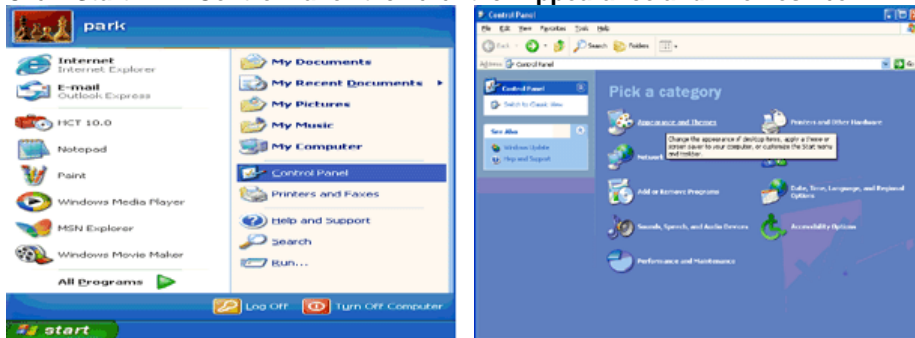 park
Internet
Internet Explorer
E-mail
Outlook Express
HCT 10.0
Notepad
Paint
Windows Media Player
MSN Explorer
Windows Movie Maker
All Programs
My Documents
My Recent Documents
My Pictures
My Music
My Computer
Control Panel
Printers and Faxes
Help and Support
Search
Run...
Log Off
Turn Off Computer
start
Control Panel
File Edit View Favorites Tools Help
Back
Search
Folders
Address Control Panel
Go
Control Panel
Switch to Classic View
See Also
Windows Update
Help and Support
Pick a category
Appearance and Themes
Printers and Other Hardware
Change the appearance of desktop items, apply a theme or
screen saver to your computer, or customize the Start menu
and taskbar.
Network
Add or Remove Programs
Date, Time, Language, and Regional
Options
Sounds, Speech, and Audio Devices
Accessibility Options
Performance and Maintenance